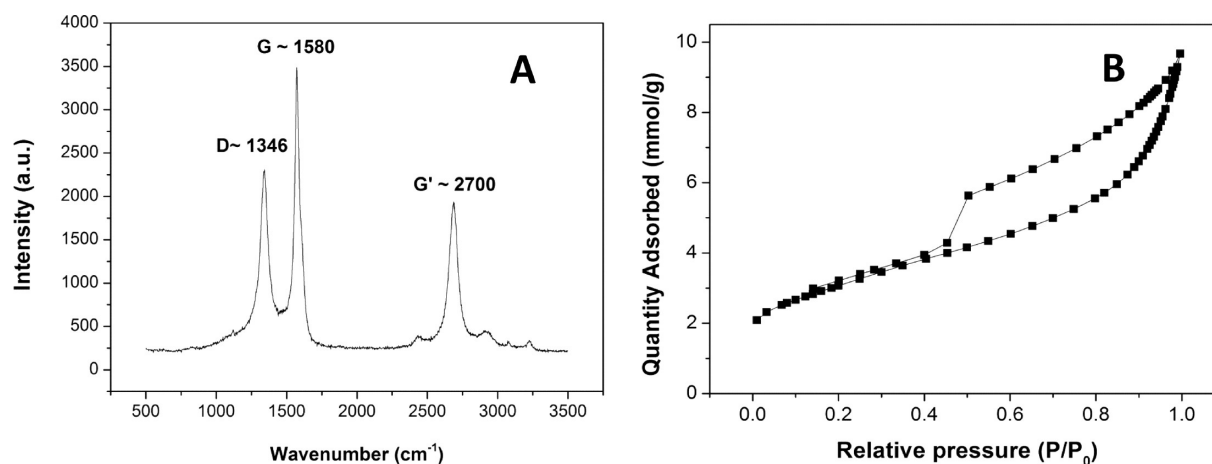 A
G ~ 1580
D~ 1346
G' ~ 2700
Intensity (a.u.)
4000
3500
3000
2500
2000
1500
1000
500
0
500 1000 1500 2000 2500 3000 3500
Wavenumber (cm⁻¹)
B
Quantity Adsorbed (mmol/g)
10
8
6
4
2
0
0.0 0.2 0.4 0.6 0.8 1.0
Relative pressure (P/P₀)